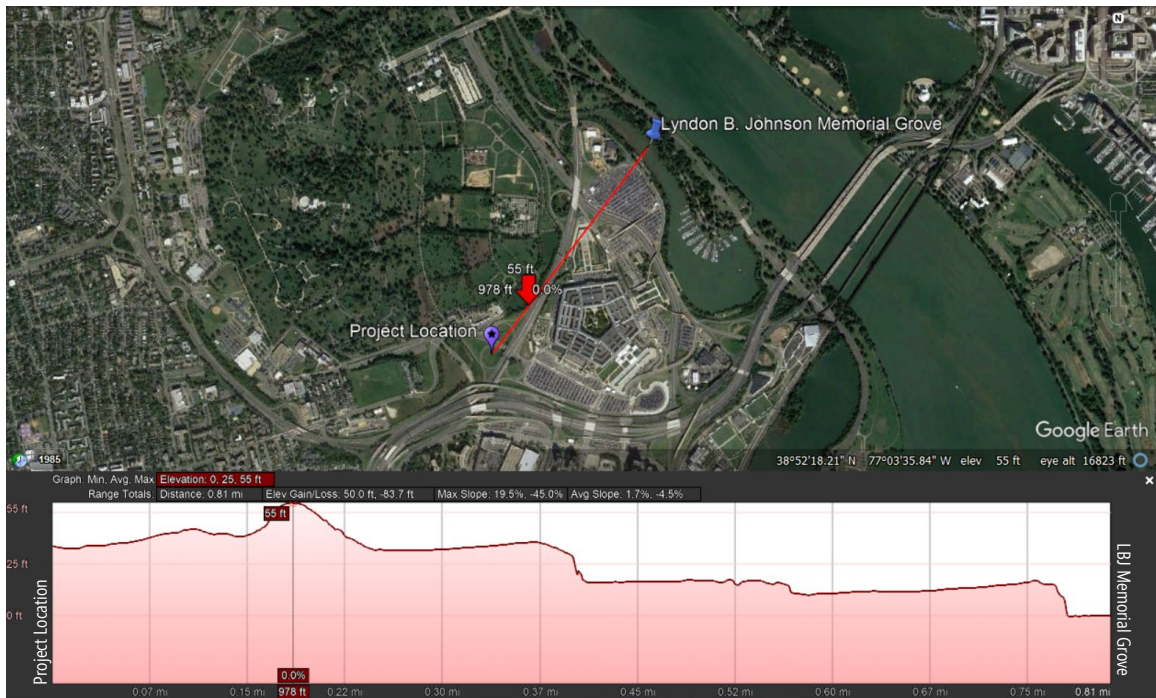 N
Lyndon B. Johnson Memorial Grove
55 ft
978 ft 0.0%
Project Location
Google Earth
1985
38°52'18.21" N 77°03'35.84" W elev 55 ft eye alt 16823 ft
Graph: Min, Avg, Max Elevation: 0, 25, 55 ft
Range Totals: Distance: 0.81 mi Elev Gain/Loss: 50.0 ft, -83.7 ft Max Slope: 19.5%, -45.0% Avg Slope: 1.7%, -4.5%
55 ft
55 ft
25 ft
0 ft
Project Location
LBJ Memorial Grove
0.0%
0.07 mi 0.15 mi 978 ft 0.22 mi 0.30 mi 0.37 mi 0.45 mi 0.52 mi 0.60 mi 0.67 mi 0.75 mi 0.81 mi